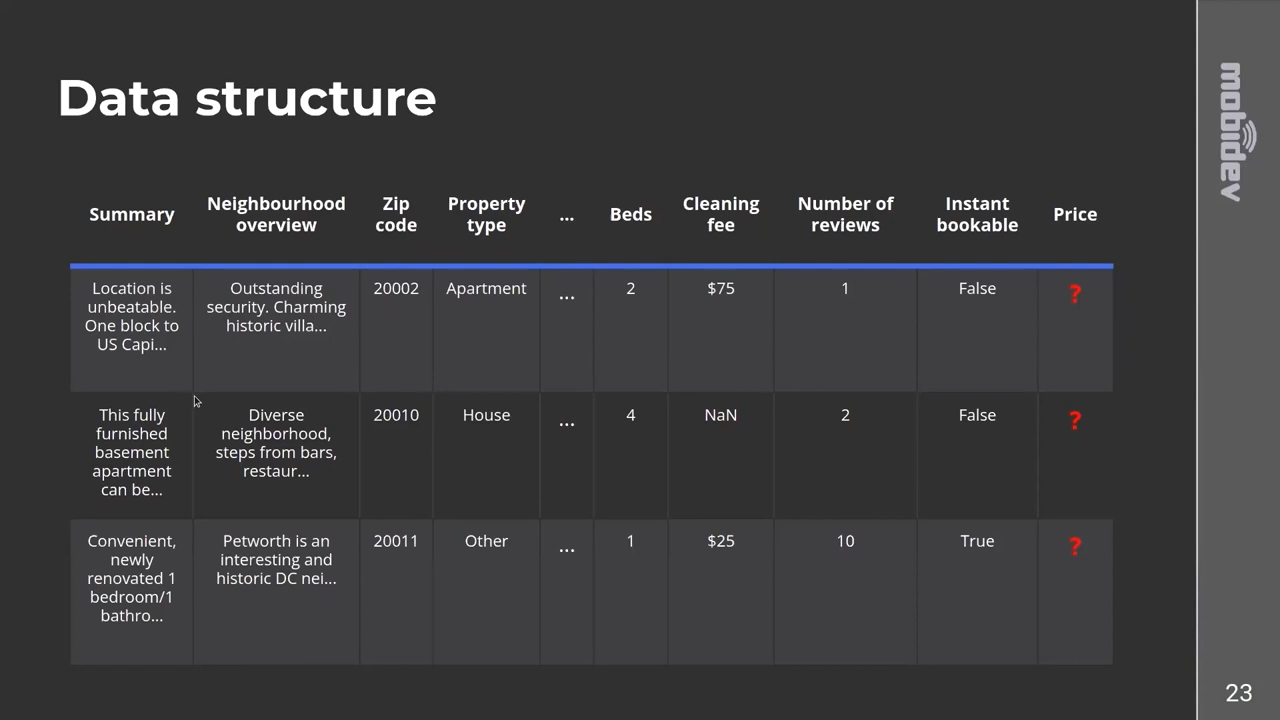 Data structure
mobidev
Summary
Neighbourhood
overview
Zip
code
Property
type
...
Beds
Cleaning
fee
Number of
reviews
Instant
bookable
Price
Location is
unbeatable.
One block to
US Capi...
Outstanding
security. Charming
historic villa...
20002
Apartment
...
2
$75
1
False
?
This fully
furnished
basement
apartment
can be...
Diverse
neighborhood,
steps from bars,
restaur...
20010
House
...
4
NaN
2
False
?
Convenient,
newly
renovated 1
bedroom/1
bathro...
Petworth is an
interesting and
historic DC nei...
20011
Other
...
1
$25
10
True
?
23